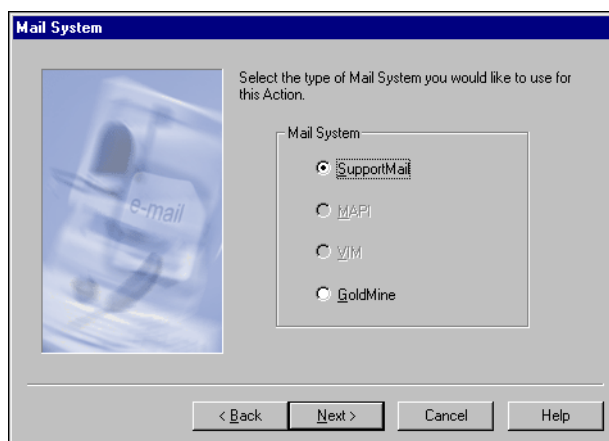 Mail System
Select the type of Mail System you would like to use for
this Action.
e-mail
Mail System
SupportMail
MAPI
VIM
GoldMine
< Back
Next >
Cancel
Help